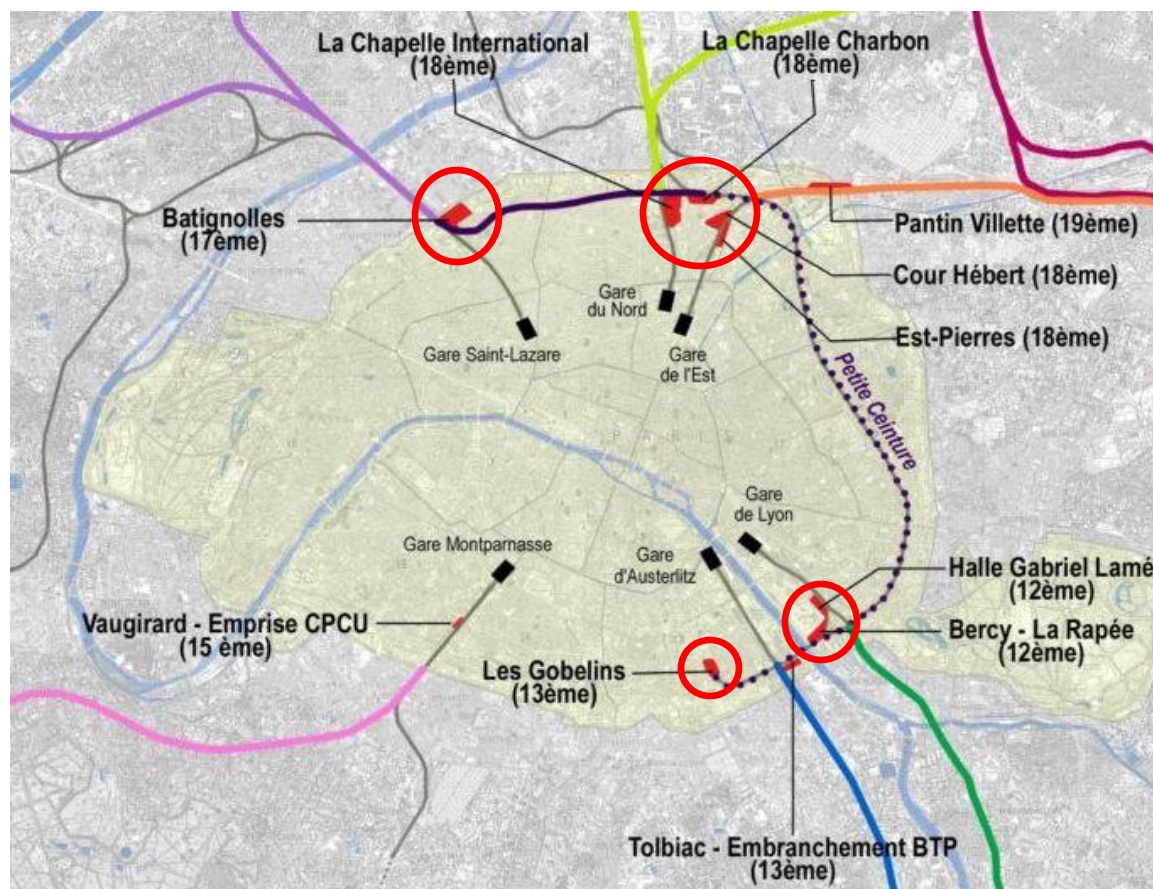 La Chapelle International
(18ème)
La Chapelle Charbon
(18ème)
Batignolles
(17ème)
Pantin Villette (19ème)
Cour Hébert (18ème)
Est-Pierres (18ème)
Gare
du Nord
Gare Saint-Lazare
Gare
de l'Est
Petite Ceinture
Gare
de Lyon
Gare Montparnasse
Gare
d'Austerlitz
Halle Gabriel Lamé
(12ème)
Bercy - La Rapée
(12ème)
Vaugirard - Emprise CPCU
(15 ème)
Les Gobelins
(13ème)
Tolbiac - Embranchement BTP
(13ème)